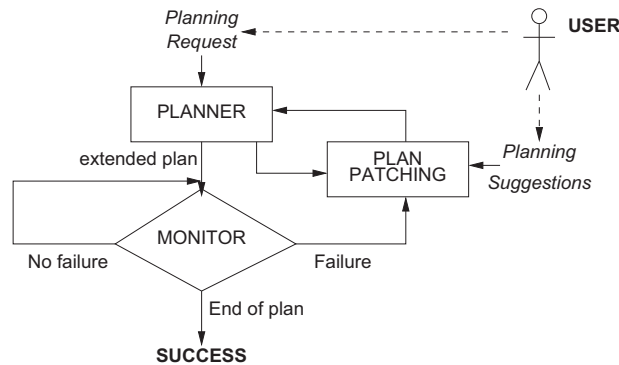 Planning
Request
USER
PLANNER
extended plan
PLAN
PATCHING
Planning
Suggestions
MONITOR
No failure
Failure
End of plan
SUCCESS